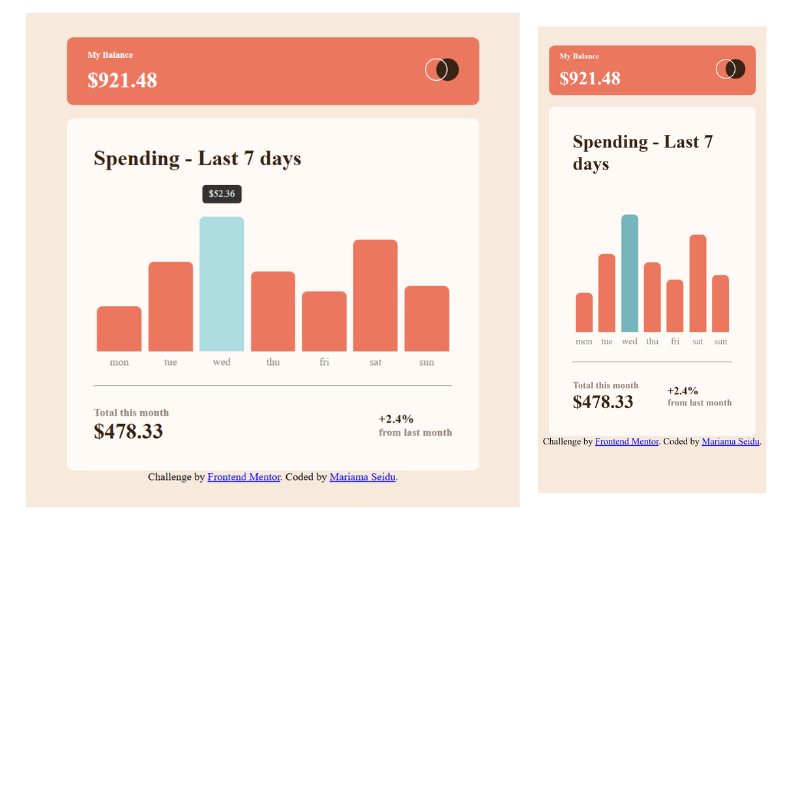 My Balance
$921.48
Spending - Last 7 days
$52.36
mon tue wed thu fri sat sun
Total this month
$478.33
+2.4%
from last month
Challenge by Frontend Mentor. Coded by Mariama Seidu.
My Balance
$921.48
Spending - Last 7
days
mon tue wed thu fri sat sun
Total this month
$478.33
+2.4%
from last month
Challenge by Frontend Mentor. Coded by Mariama Seidu.